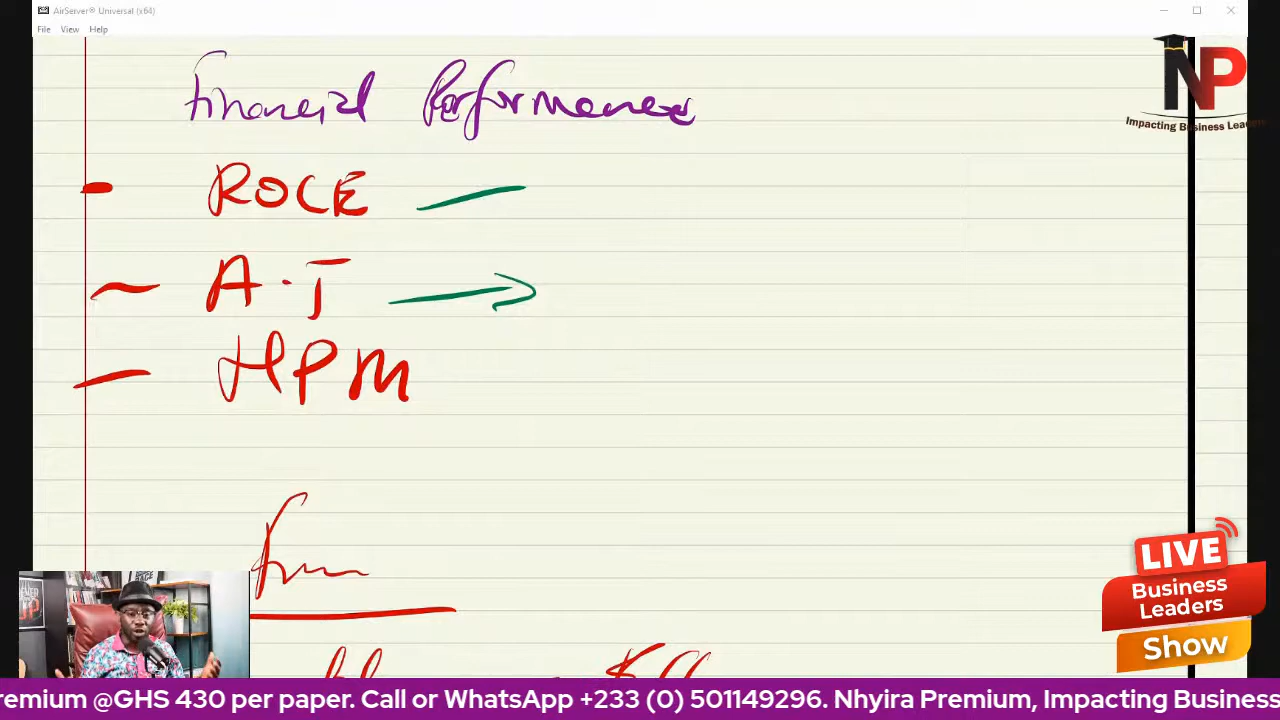 AirServer® Universal (x64)
File View Help
Financial Performance
NP
Impacting Business Leaders
ROCE
A.T
NPM
LIVE
Business
Leaders
Show
remium @GHS 430 per paper. Call or WhatsApp +233 (0) 501149296. Nhyira Premium, Impacting Business